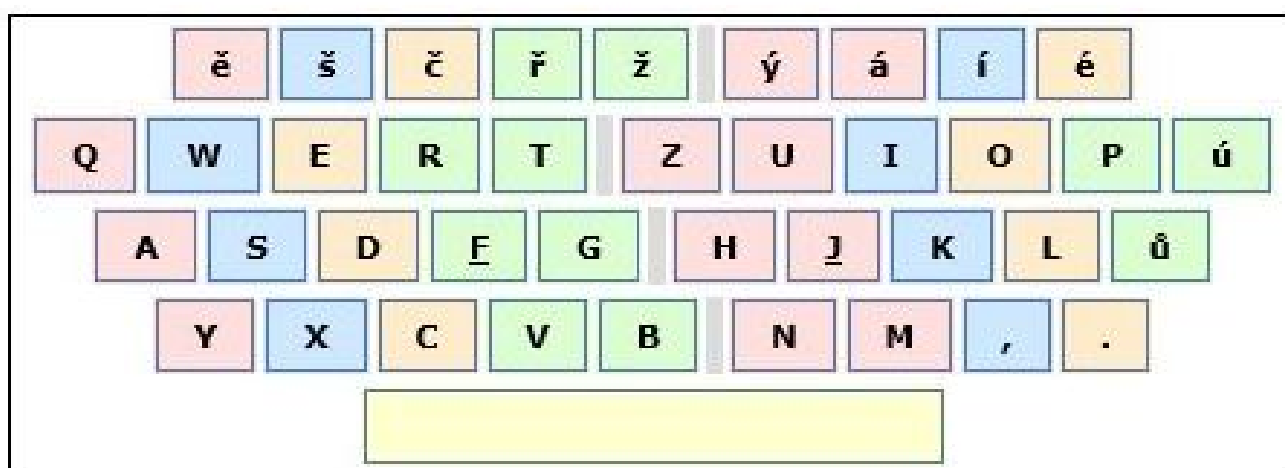 ě š č ř ž ý á í é
Q W E R T Z U I O P ú
A S D F G H J K L ů
Y X C V B N M , .